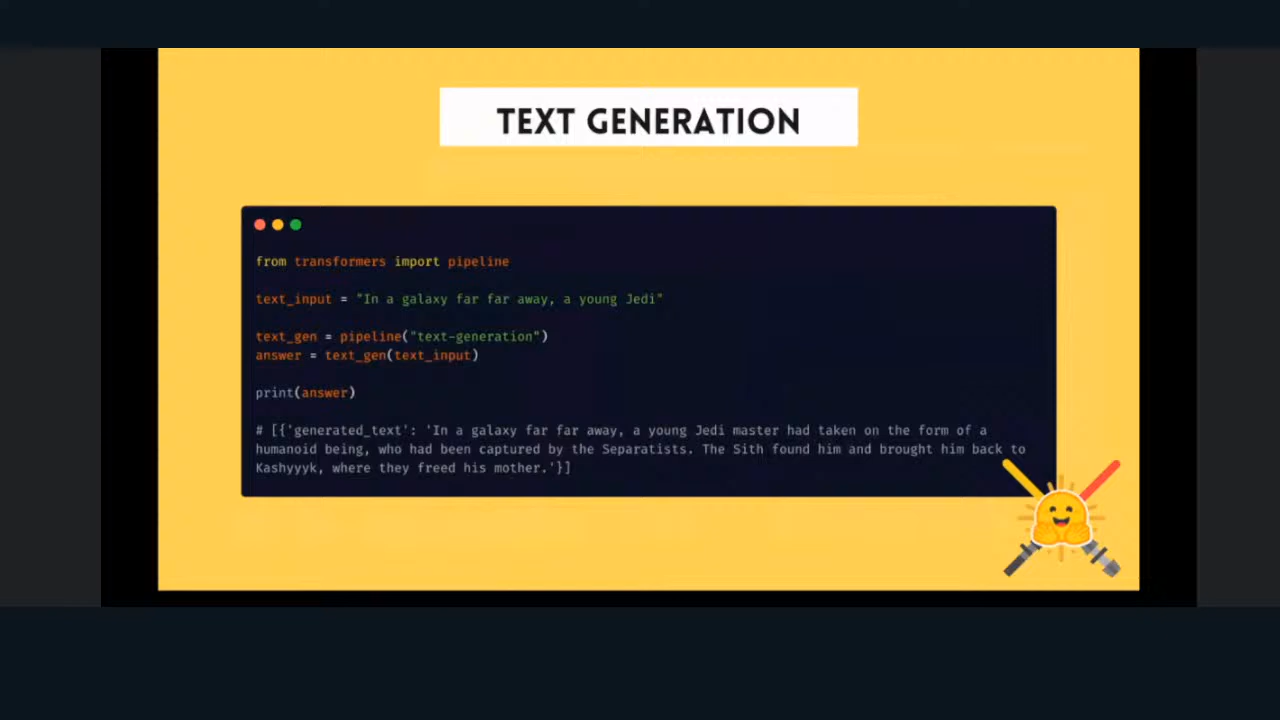 TEXT GENERATION
from transformers import pipeline
text_input = "In a galaxy far far away, a young Jedi"
text_gen = pipeline("text-generation")
answer = text_gen(text_input)
print(answer)
# [{'generated_text': 'In a galaxy far far away, a young Jedi master had taken on the form of a
humanoid being, who had been captured by the Separatists. The Sith found him and brought him back to
Kashyyyk, where they freed his mother.'}]